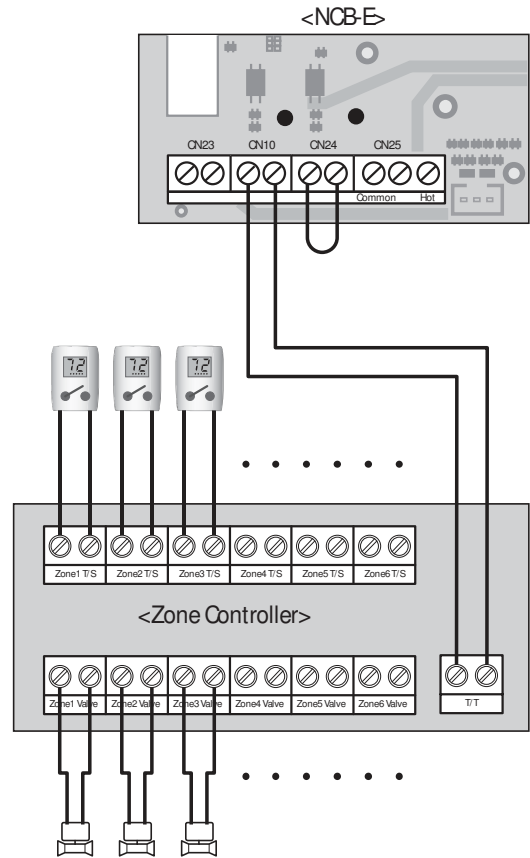 <NCB-E>
CN23 CN10 CN24 CN25
Common Hot
72 72 72
Zone1 T/S Zone2 T/S Zone3 T/S Zone4 T/S Zone5 T/S Zone6 T/S
<Zone Controller>
Zone1 Valve Zone2 Valve Zone3 Valve Zone4 Valve Zone5 Valve Zone6 Valve
T/T